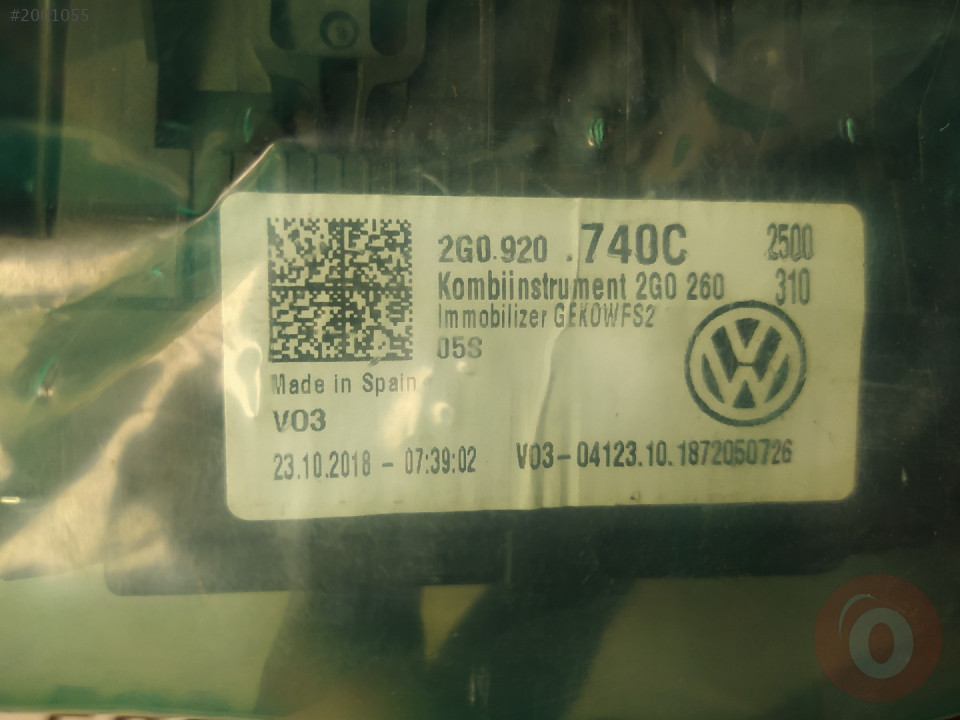 #2001055
2G0.920 .740C 2500
Kombiinstrument 2G0 260 310
Immobilizer GEKOWFS2
05S
Made in Spain
V03
23.10.2018 - 07:39:02 V03-04123.10.1872050726